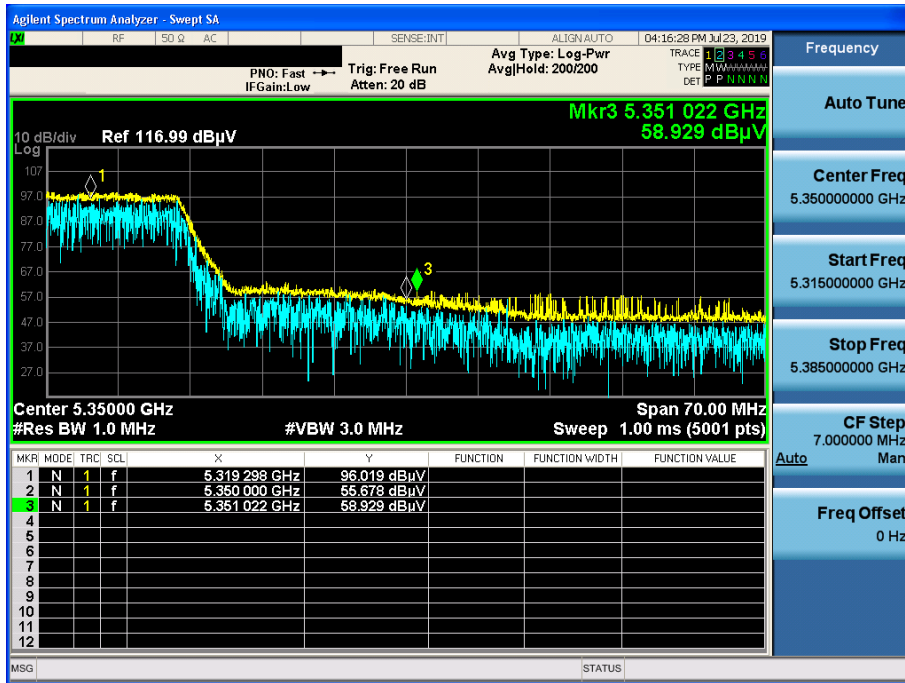 Agilent Spectrum Analyzer - Swept SA
LXI RF 50 Ω AC SENSE:INT ALIGN AUTO 04:16:28 PM Jul 23, 2019
PNO: Fast Trig: Free Run Avg Type: Log-Pwr TRACE 1 2 3 4 5 6
IFGain:Low Atten: 20 dB Avg|Hold: 200/200 TYPE M W W W W W
DET P P N N N N
Frequency
Auto Tune
Center Freq
5.350000000 GHz
Start Freq
5.315000000 GHz
Stop Freq
5.385000000 GHz
CF Step
7.000000 MHz
Auto Man
Freq Offset
0 Hz
Mkr3 5.351 022 GHz
58.929 dBµV
10 dB/div Ref 116.99 dBµV
Log
107
97.0
87.0
77.0
67.0
57.0
47.0
37.0
27.0
1
3
Center 5.35000 GHz Span 70.00 MHz
#Res BW 1.0 MHz #VBW 3.0 MHz Sweep 1.00 ms (5001 pts)
MKR MODE TRC SCL X Y FUNCTION FUNCTION WIDTH FUNCTION VALUE
1 N 1 f 5.319 298 GHz 96.019 dBµV
2 N 1 f 5.350 000 GHz 55.678 dBµV
3 N 1 f 5.351 022 GHz 58.929 dBµV
4
5
6
7
8
9
10
11
12
MSG STATUS